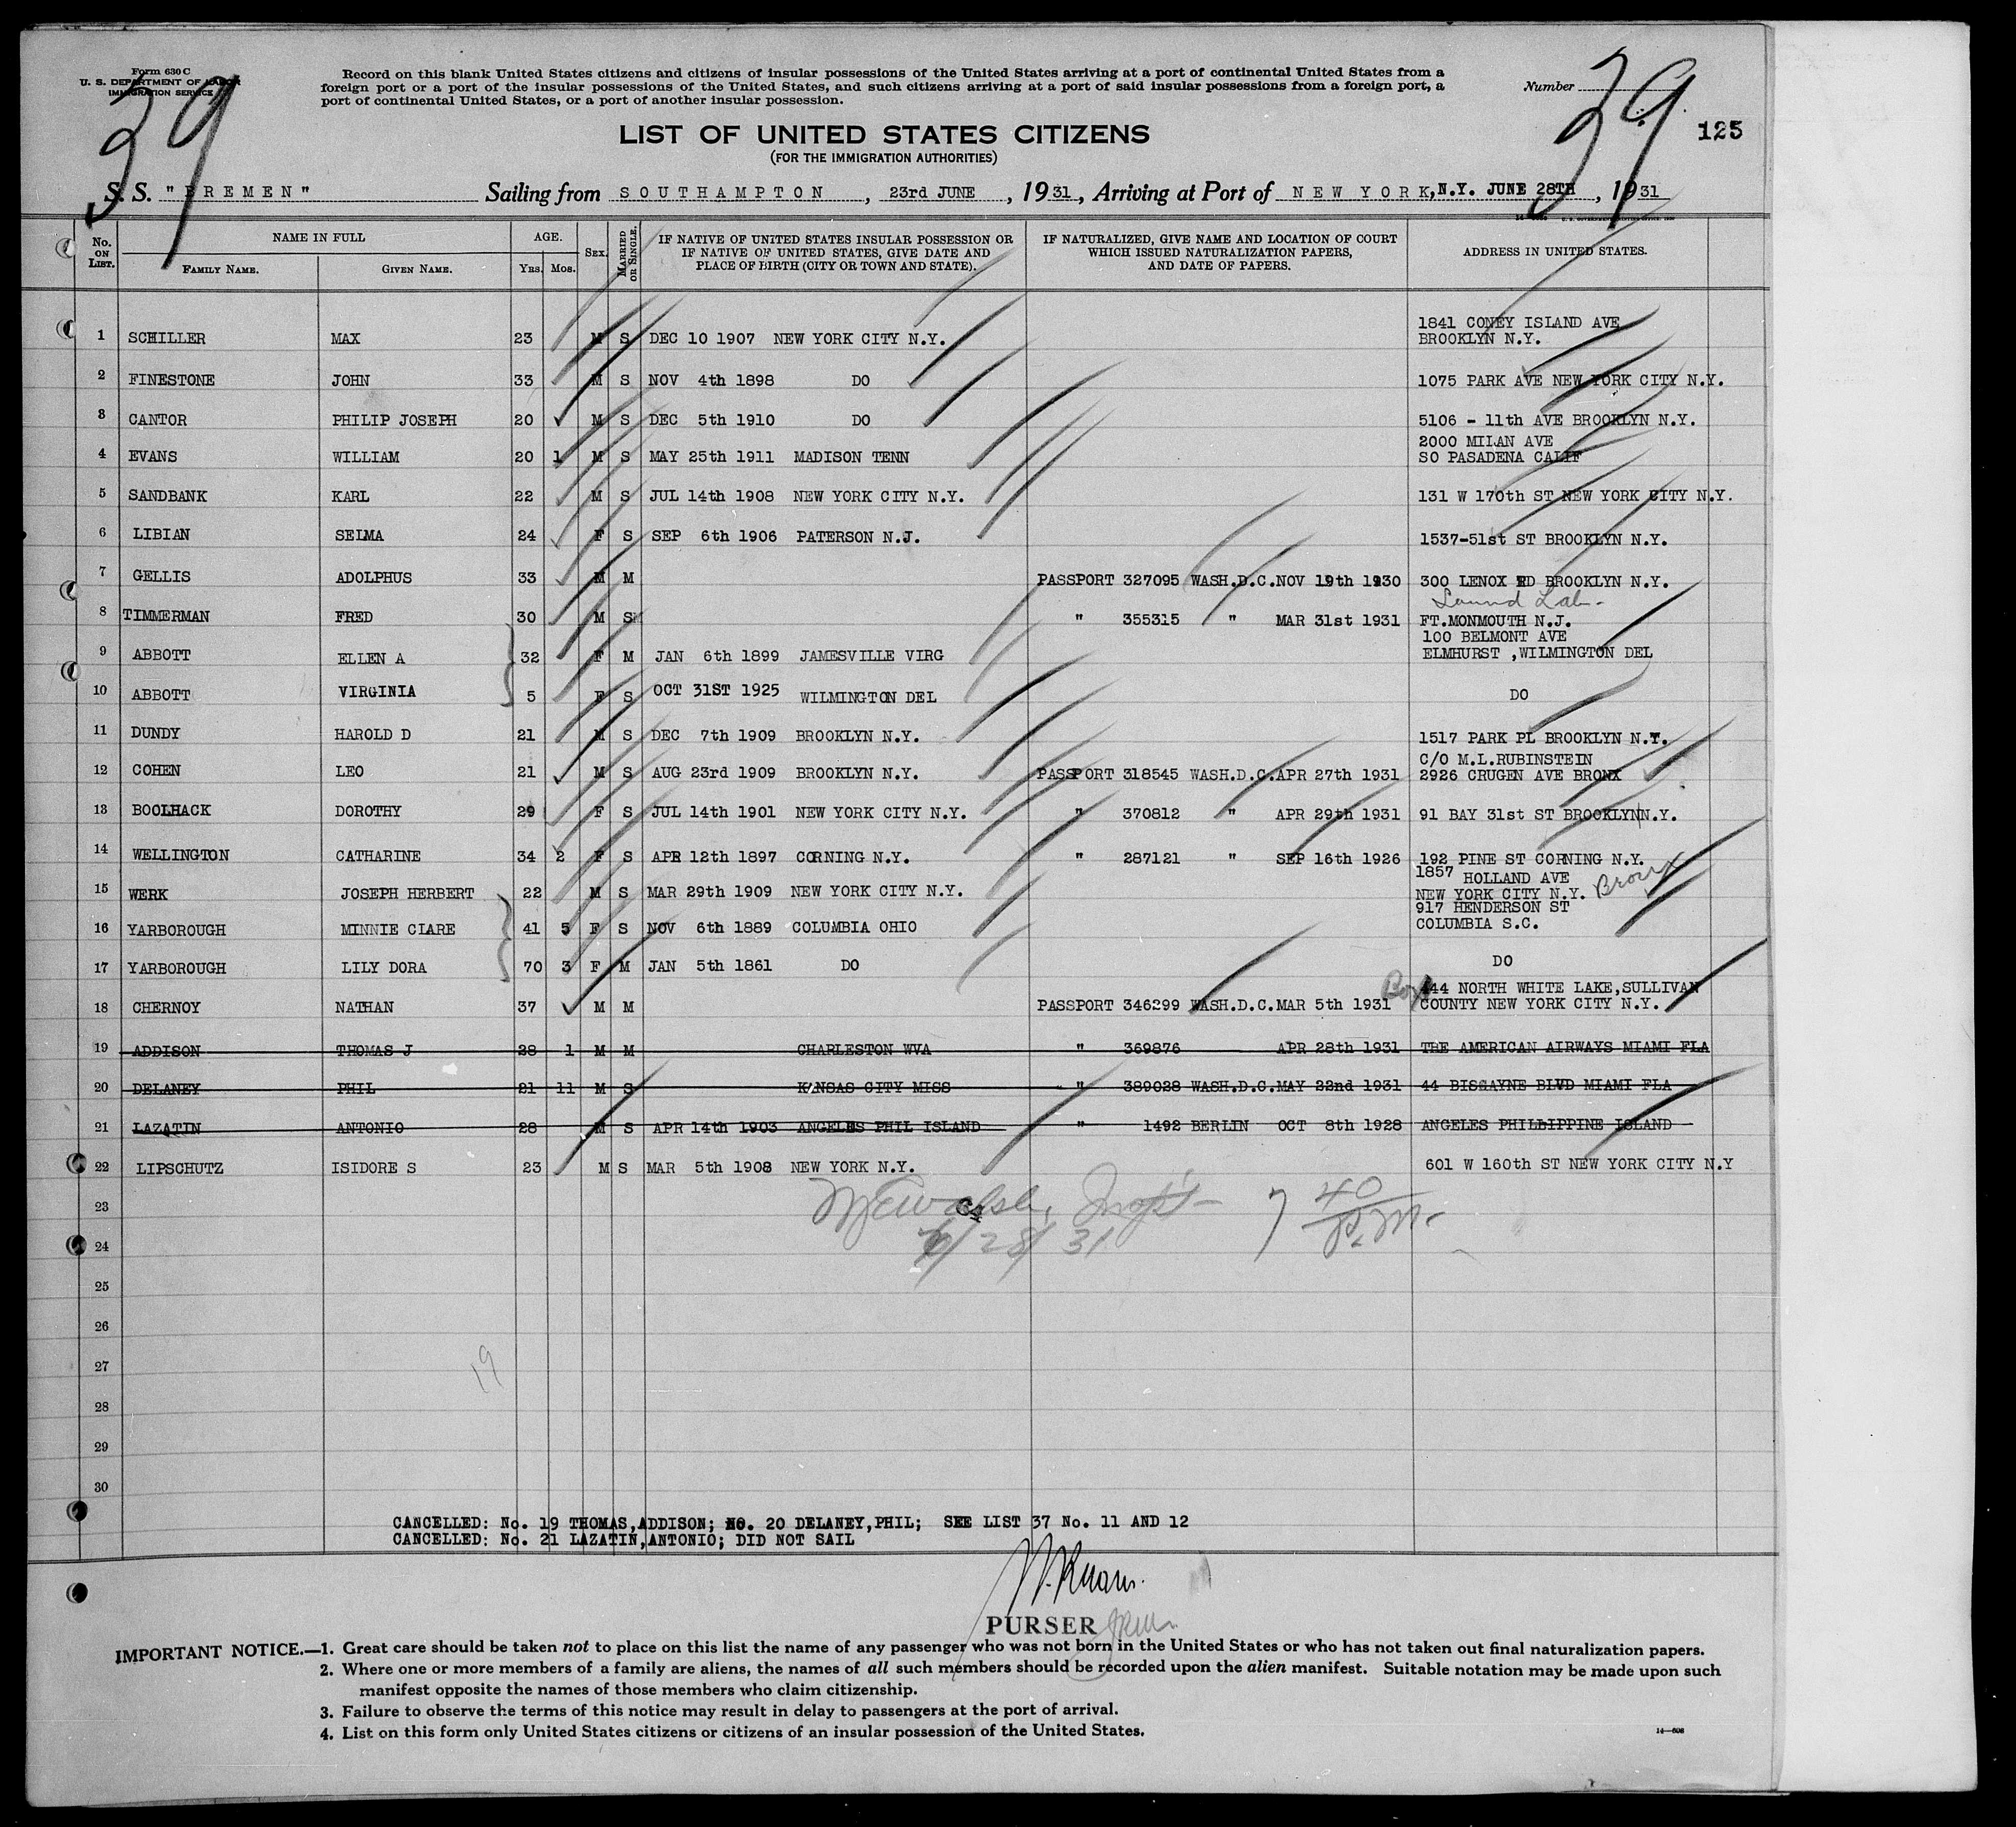 Form 630 C
U. S. DEPARTMENT OF LABOR
IMMIGRATION SERVICE
39
Record on this blank United States citizens and citizens of insular possessions of the United States arriving at a port of continental United States from a
foreign port or a port of the insular possessions of the United States, and such citizens arriving at a port of said insular possessions from a foreign port, a
port of continental United States, or a port of another insular possession.
Number
39
125
LIST OF UNITED STATES CITIZENS
(FOR THE IMMIGRATION AUTHORITIES)
S. S. "BREMEN" Sailing from SOUTHAMPTON, 23rd JUNE, 1931, Arriving at Port of NEW YORK,N.Y. JUNE 28TH, 1931
No. ON LIST. NAME IN FULL FAMILY NAME. GIVEN NAME. AGE. YRS. MOS. SEX. MARRIED OR SINGLE. IF NATIVE OF UNITED STATES INSULAR POSSESSION OR IF NATIVE OF UNITED STATES, GIVE DATE AND PLACE OF BIRTH (CITY OR TOWN AND STATE). IF NATURALIZED, GIVE NAME AND LOCATION OF COURT WHICH ISSUED NATURALIZATION PAPERS, AND DATE OF PAPERS. ADDRESS IN UNITED STATES.
1 SCHILLER MAX 23 M S DEC 10 1907 NEW YORK CITY N.Y. 1841 CONEY ISLAND AVE
BROOKLYN N.Y.
2 FINESTONE JOHN 33 M S NOV 4th 1898 DO 1075 PARK AVE NEW YORK CITY N.Y.
3 CANTOR PHILIP JOSEPH 20 M S DEC 5th 1910 DO 5106 - 11th AVE BROOKLYN N.Y.
4 EVANS WILLIAM 20 1 M S MAY 25th 1911 MADISON TENN 2000 MILAN AVE
SO PASADENA CALIF
5 SANDBANK KARL 22 M S JUL 14th 1908 NEW YORK CITY N.Y. 131 W 170th ST NEW YORK CITY N.Y.
6 LIBIAN SELMA 24 F S SEP 6th 1906 PATERSON N.J. 1537-51st ST BROOKLYN N.Y.
7 GELLIS ADOLPHUS 33 M M PASSPORT 327095 WASH.D.C.NOV 19th 1930 300 LENOX RD BROOKLYN N.Y.
Sound Lab-
8 TIMMERMAN FRED 30 M S " 355315 " MAR 31st 1931 FT.MONMOUTH N.J.
9 ABBOTT ELLEN A 32 F M JAN 6th 1899 JAMESVILLE VIRG 100 BELMONT AVE
ELMHURST ,WILMINGTON DEL
10 ABBOTT VIRGINIA 5 F S OCT 31ST 1925 WILMINGTON DEL DO
11 DUNDY HAROLD D 21 M S DEC 7th 1909 BROOKLYN N.Y. 1517 PARK PL BROOKLYN N.Y.
12 COHEN LEO 21 M S AUG 23rd 1909 BROOKLYN N.Y. PASSPORT 318545 WASH.D.C.APR 27th 1931 C/O M.L.RUBINSTEIN
2926 CRUGEN AVE BRONX
13 BOOLHACK DOROTHY 29 F S JUL 14th 1901 NEW YORK CITY N.Y. " 370812 " APR 29th 1931 91 BAY 31st ST BROOKLYN N.Y.
14 WELLINGTON CATHARINE 34 2 F S APR 12th 1897 CORNING N.Y. " 287121 " SEP 16th 1926 192 PINE ST CORNING N.Y.
15 WERK JOSEPH HERBERT 22 M S MAR 29th 1909 NEW YORK CITY N.Y. 1857 HOLLAND AVE
NEW YORK CITY N.Y. Bronx
16 YARBOROUGH MINNIE CLARE 41 5 F S NOV 6th 1889 COLUMBIA OHIO 917 HENDERSON ST
COLUMBIA S.C.
17 YARBOROUGH LILY DORA 70 3 F M JAN 5th 1861 DO DO
18 CHERNOY NATHAN 37 M M PASSPORT 346299 WASH.D.C.MAR 5th 1931 Box 444 NORTH WHITE LAKE,SULLIVAN
COUNTY NEW YORK CITY N.Y.
19 ADDISON THOMAS J 28 1 M M CHARLESTON WVA " 369876 APR 28th 1931 THE AMERICAN AIRWAYS MIAMI FLA
20 DELANEY PHIL 21 11 M S KANSAS CITY MISS " 389028 WASH.D.C.MAY 22nd 1931 44 BISCAYNE BLVD MIAMI FLA
21 LAZATIN ANTONIO 28 M S APR 14th 1903 ANGELES PHIL ISLAND " 1492 BERLIN OCT 8th 1928 ANGELES PHILLIPPINE ISLAND
22 LIPSCHUTZ ISIDORE S 23 M S MAR 5th 1908 NEW YORK N.Y. 601 W 160th ST NEW YORK CITY N.Y
23
24
6/28/31 7 40 P.M.
25
26
27
19
28
29
30
CANCELLED: No. 19 THOMAS,ADDISON; NO. 20 DELANEY,PHIL; SEE LIST 37 No. 11 AND 12
CANCELLED: No. 21 LAZATIN,ANTONIO; DID NOT SAIL
PURSER
IMPORTANT NOTICE.—1. Great care should be taken not to place on this list the name of any passenger who was not born in the United States or who has not taken out final naturalization papers.
2. Where one or more members of a family are aliens, the names of all such members should be recorded upon the alien manifest. Suitable notation may be made upon such
manifest opposite the names of those members who claim citizenship.
3. Failure to observe the terms of this notice may result in delay to passengers at the port of arrival.
4. List on this form only United States citizens or citizens of an insular possession of the United States.
14—608